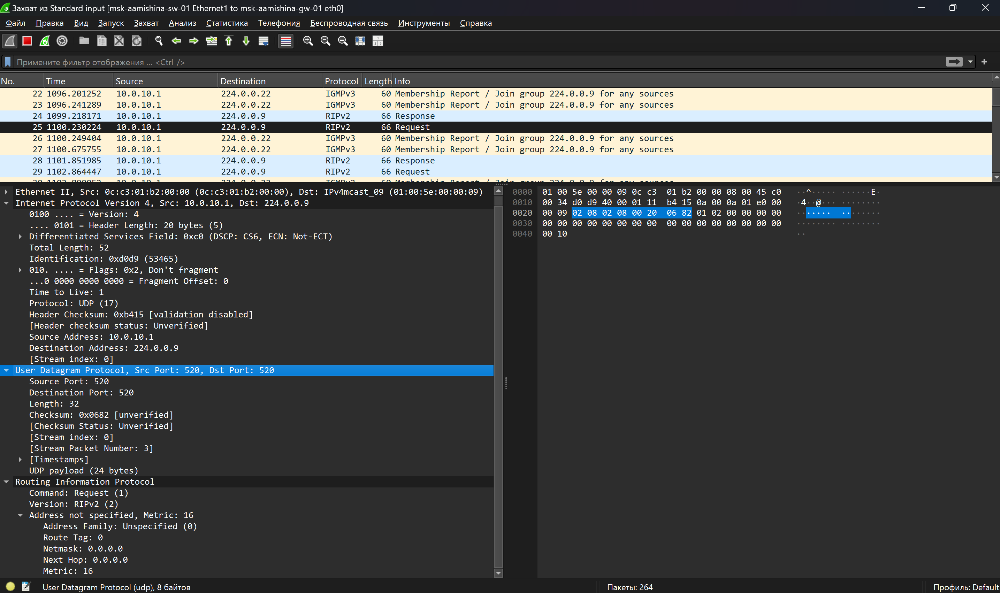 Захват из Standard input [msk-aamishina-sw-01 Ethernet1 to msk-aamishina-gw-01 eth0]
Файл Правка Вид Запуск Захват Анализ Статистика Телефония Беспроводная связь Инструменты Справка
Примените фильтр отображения ... <Ctrl-/>
No. Time Source Destination Protocol Length Info
22 1096.201252 10.0.10.1 224.0.0.22 IGMPv3 60 Membership Report / Join group 224.0.0.9 for any sources
23 1096.241289 10.0.10.1 224.0.0.22 IGMPv3 60 Membership Report / Join group 224.0.0.9 for any sources
24 1099.218171 10.0.10.1 224.0.0.9 RIPv2 66 Response
25 1100.230224 10.0.10.1 224.0.0.9 RIPv2 66 Request
26 1100.249404 10.0.10.1 224.0.0.22 IGMPv3 60 Membership Report / Join group 224.0.0.9 for any sources
27 1100.675755 10.0.10.1 224.0.0.22 IGMPv3 60 Membership Report / Join group 224.0.0.9 for any sources
28 1101.851985 10.0.10.1 224.0.0.9 RIPv2 66 Response
29 1102.864447 10.0.10.1 224.0.0.9 RIPv2 66 Request
Ethernet II, Src: 0c:c3:01:b2:00:00 (0c:c3:01:b2:00:00), Dst: IPv4mcast_09 (01:00:5e:00:00:09)
Internet Protocol Version 4, Src: 10.0.10.1, Dst: 224.0.0.9
0100 .... = Version: 4
.... 0101 = Header Length: 20 bytes (5)
Differentiated Services Field: 0xc0 (DSCP: CS6, ECN: Not-ECT)
Total Length: 52
Identification: 0xd0d9 (53465)
010. .... = Flags: 0x2, Don't fragment
...0 0000 0000 0000 = Fragment Offset: 0
Time to Live: 1
Protocol: UDP (17)
Header Checksum: 0xb415 [validation disabled]
[Header checksum status: Unverified]
Source Address: 10.0.10.1
Destination Address: 224.0.0.9
[Stream index: 0]
User Datagram Protocol, Src Port: 520, Dst Port: 520
Source Port: 520
Destination Port: 520
Length: 32
Checksum: 0x0682 [unverified]
[Checksum Status: Unverified]
[Stream index: 0]
[Stream Packet Number: 3]
[Timestamps]
UDP payload (24 bytes)
Routing Information Protocol
Command: Request (1)
Version: RIPv2 (2)
Address not specified, Metric: 16
Address Family: Unspecified (0)
Route Tag: 0
Netmask: 0.0.0.0
Next Hop: 0.0.0.0
Metric: 16
0000 01 00 5e 00 00 09 0c c3 01 b2 00 00 08 00 45 c0 ··^····· ······E·
0010 00 34 d0 d9 40 00 01 11 b4 15 0a 00 0a 01 e0 00 ·4··@··· ········
0020 00 09 02 08 02 08 00 20 06 82 01 02 00 00 00 00 ······· ········
0030 00 00 00 00 00 00 00 00 00 00 00 00 00 00 00 00 ········ ········
0040 00 10 ··
User Datagram Protocol (udp), 8 байтов
Пакеты: 264
Профиль: Default